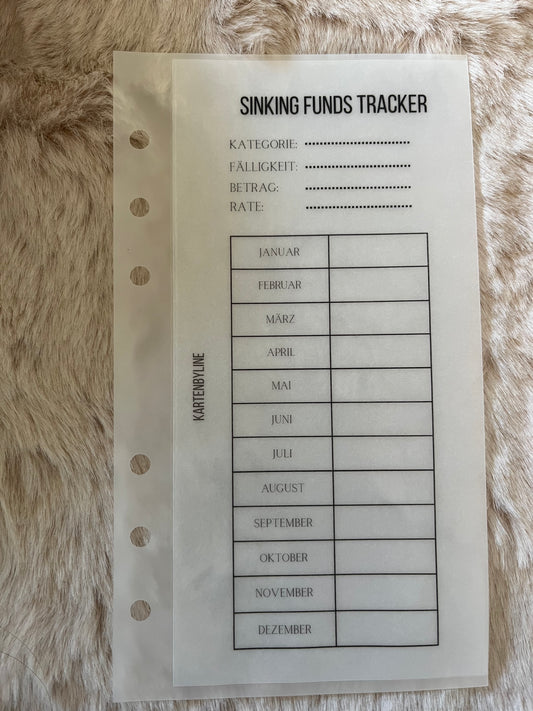 SINKING FUNDS TRACKER
KATEGORIE: ............................
FÄLLIGKEIT: ............................
BETRAG: ............................
RATE: ............................
JANUAR
FEBRUAR
MÄRZ
APRIL
MAI
JUNI
JULI
AUGUST
SEPTEMBER
OKTOBER
NOVEMBER
DEZEMBER
KARTENBYLINE